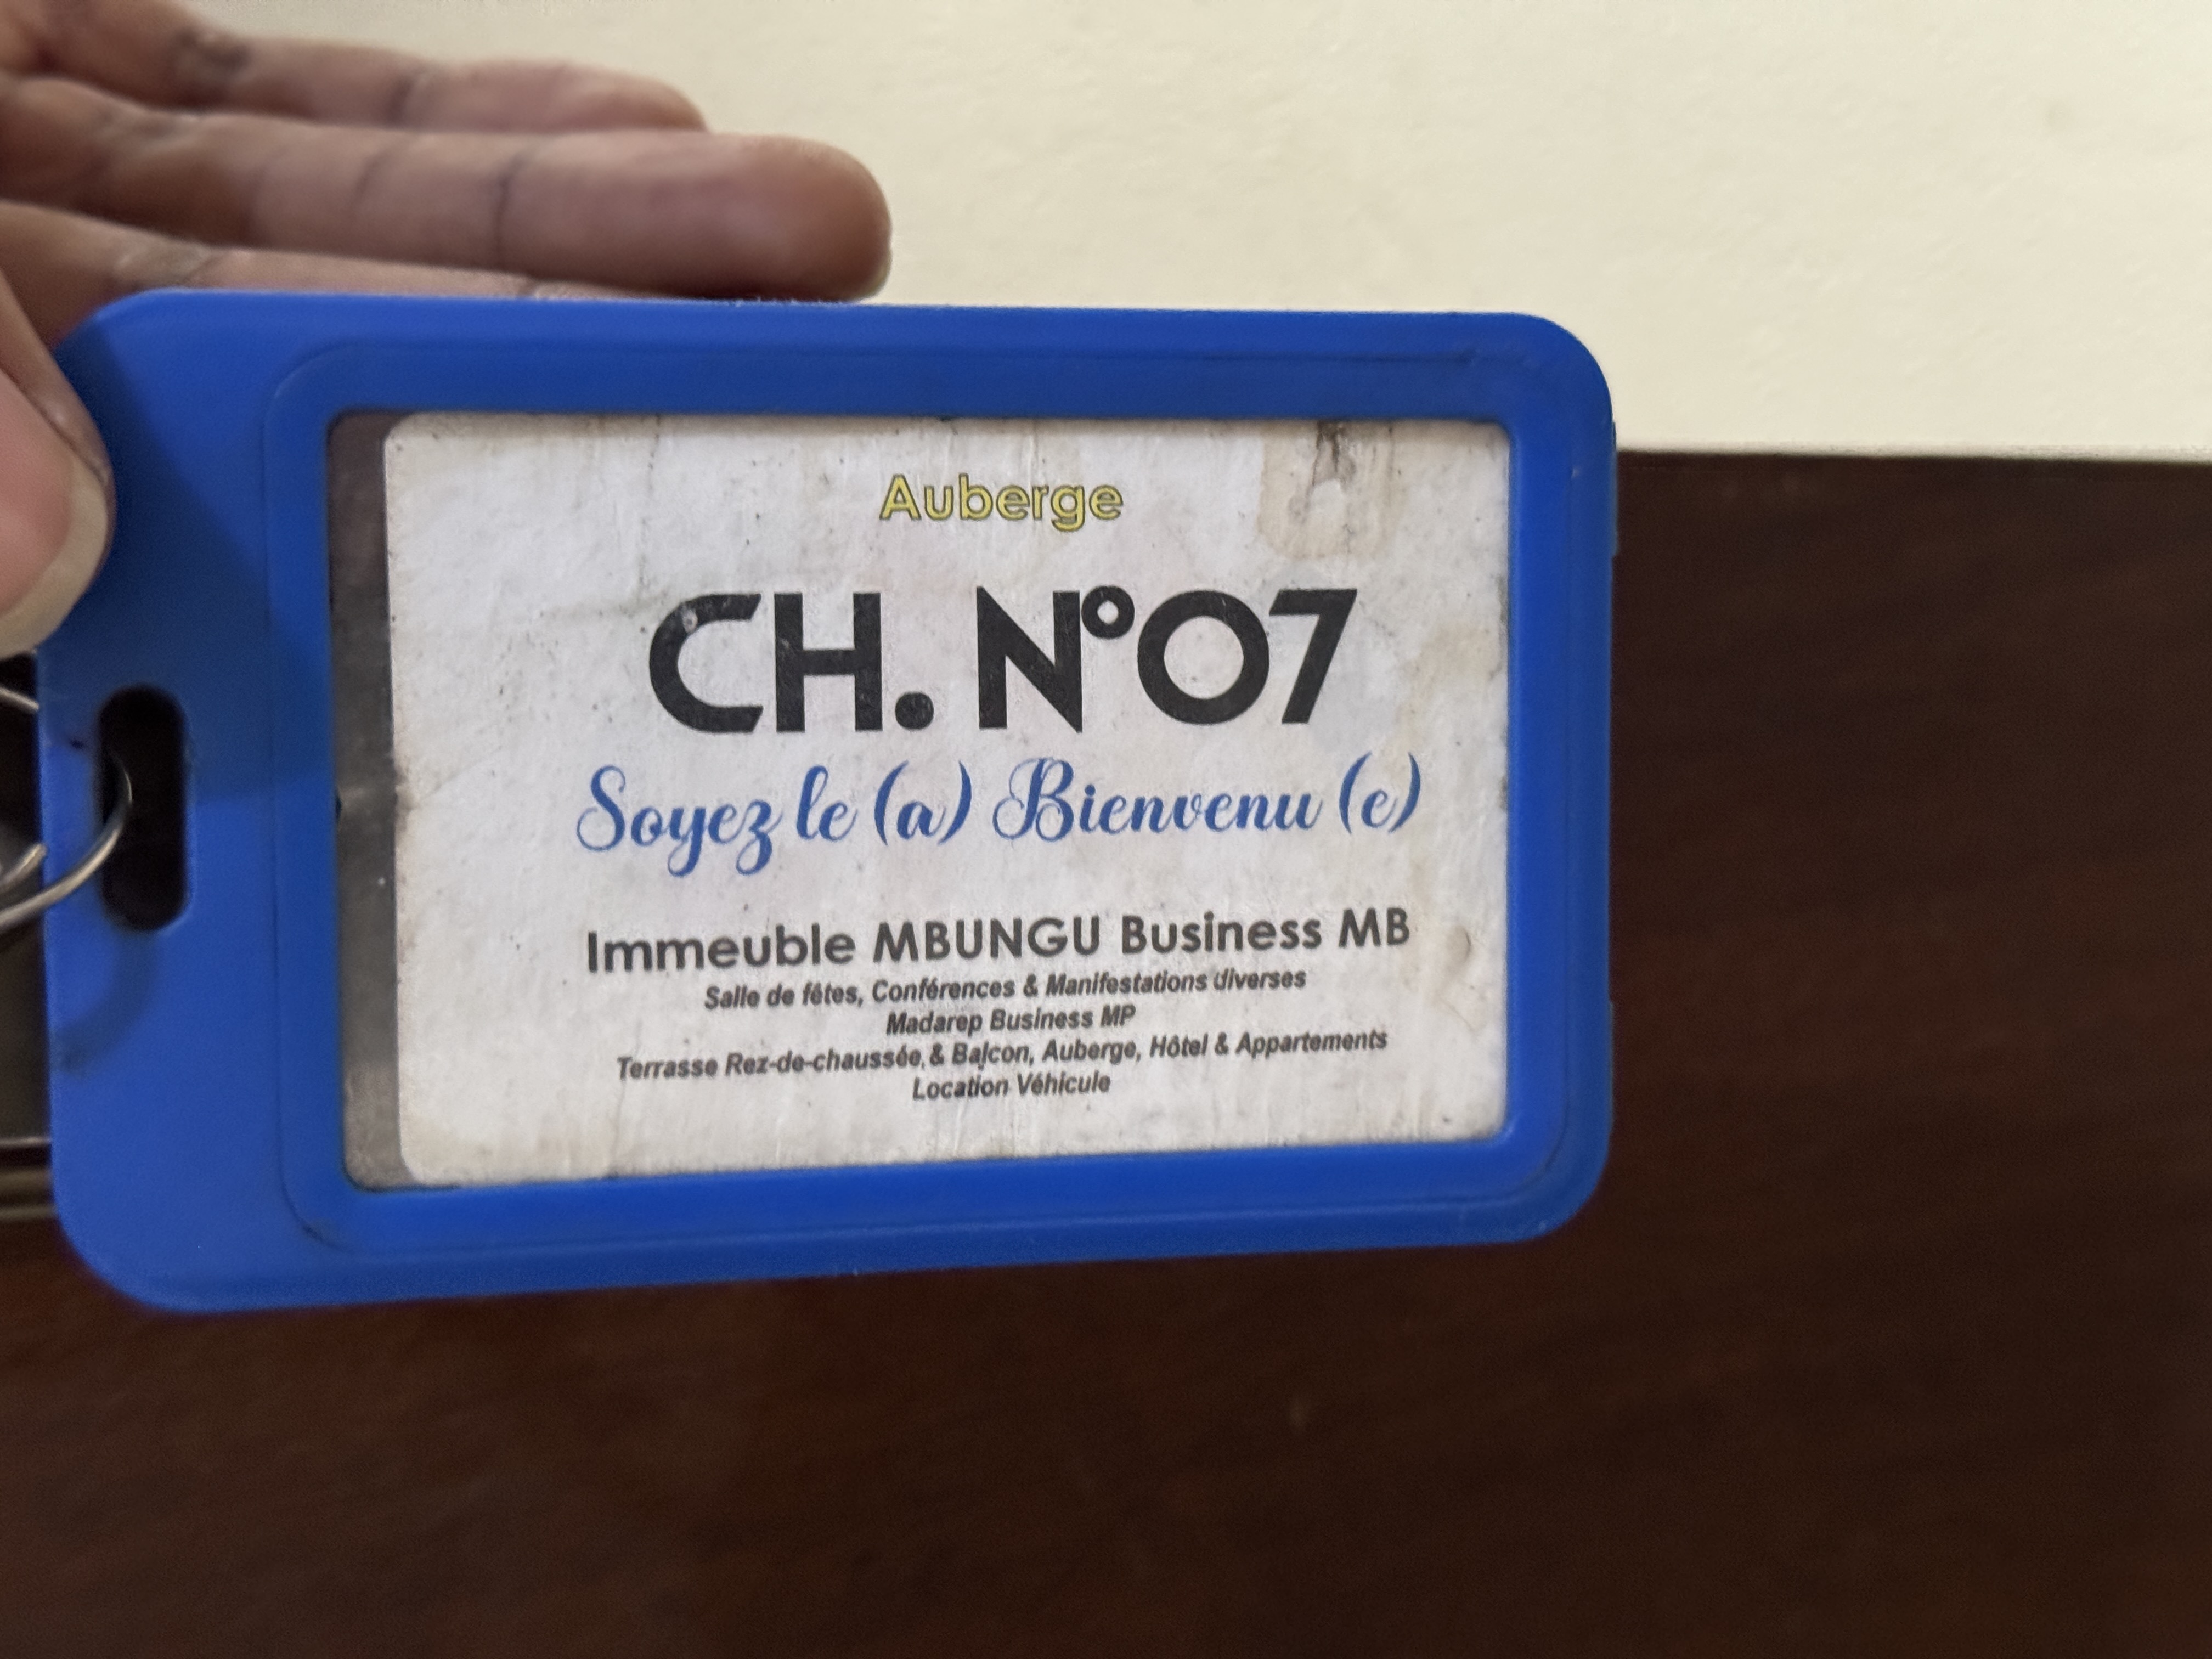 Auberge
CH. N°07
Soyez le (a) Bienvenu (e)
Immeuble MBUNGU Business MB
Salle de fêtes, Conférences & Manifestations diverses
Madarep Business MP
Terrasse Rez-de-chaussée, & Balcon, Auberge, Hôtel & Appartements
Location Véhicule